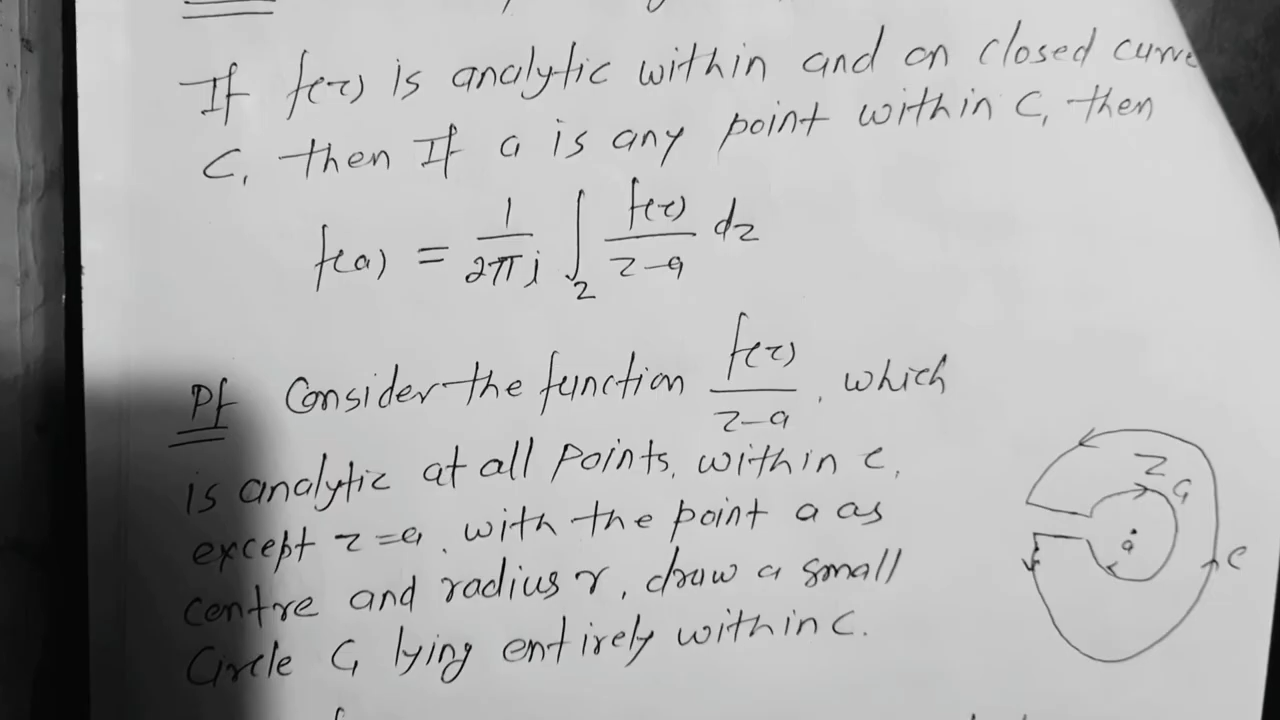 If f(z) is analytic within and on closed curve
C, then If a is any point within C, then
f(a) = 1/2πi ∫₂ f(z)/z-a dz
Pf Consider the function f(z)/z-a, which
is analytic at all points, within c,
except z=a, with the point a as
centre and radius r, draw a small
Circle C₁ lying entirely within C.
Z
C₁
a
C